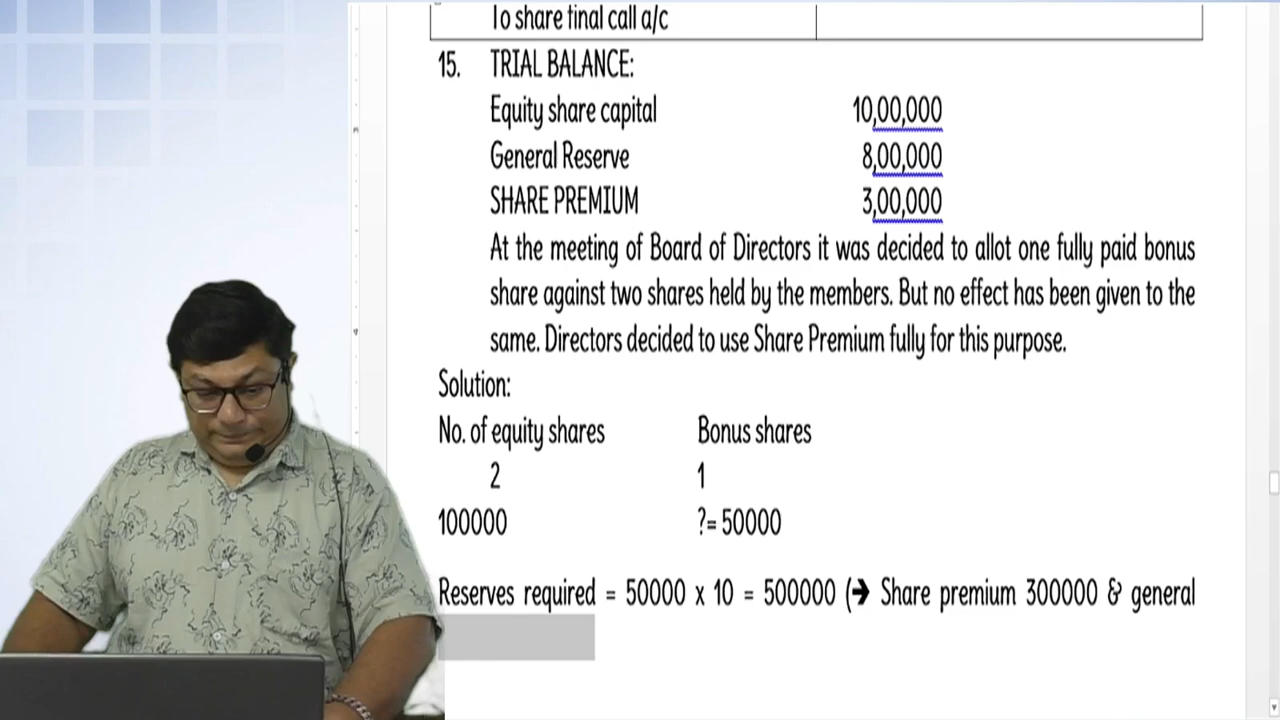 To share final call a/c
15. TRIAL BALANCE:
Equity share capital 10,00,000
General Reserve 8,00,000
SHARE PREMIUM 3,00,000
At the meeting of Board of Directors it was decided to allot one fully paid bonus
share against two shares held by the members. But no effect has been given to the
same. Directors decided to use Share Premium fully for this purpose.
Solution:
No. of equity shares Bonus shares
2 1
100000 ?= 50000
Reserves required = 50000 x 10 = 500000 (➔ Share premium 300000 & general